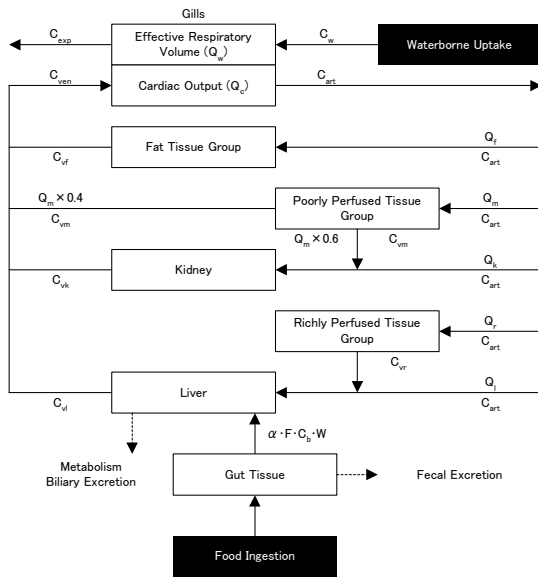 Gills
C_exp
Effective Respiratory
Volume (Q_w)
C_w
Waterborne Uptake
C_ven
Cardiac Output (Q_c)
C_art
Fat Tissue Group
Q_f
C_vf
C_art
Q_m × 0.4
C_vm
Poorly Perfused Tissue
Group
Q_m
C_art
Q_m × 0.6
C_vm
Kidney
Q_k
C_vk
C_art
Richly Perfused Tissue
Group
Q_r
C_art
C_vr
Liver
Q_l
C_vl
C_art
α·F·C_b·W
Metabolism
Biliary Excretion
Gut Tissue
Fecal Excretion
Food Ingestion